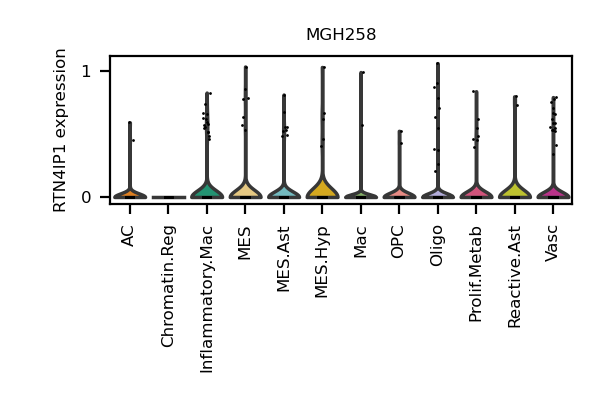 MGH258
RTN4IP1 expression
1
0
AC
Chromatin.Reg
Inflammatory.Mac
MES
MES.Ast
MES.Hyp
Mac
OPC
Oligo
Prolif.Metab
Reactive.Ast
Vasc